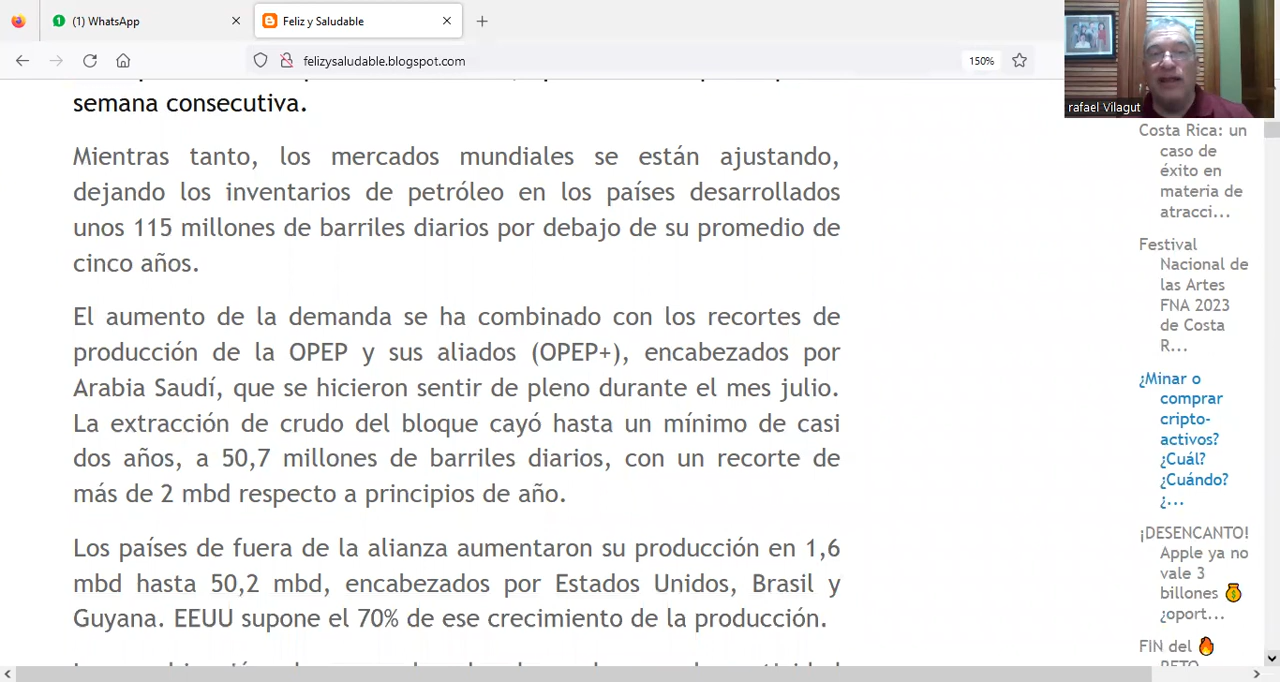 (1) WhatsApp
Feliz y Saludable
felizysaludable.blogspot.com
150%
rafael Vilagut
semana consecutiva.
Mientras tanto, los mercados mundiales se están ajustando,
dejando los inventarios de petróleo en los países desarrollados
unos 115 millones de barriles diarios por debajo de su promedio de
cinco años.
El aumento de la demanda se ha combinado con los recortes de
producción de la OPEP y sus aliados (OPEP+), encabezados por
Arabia Saudí, que se hicieron sentir de pleno durante el mes julio.
La extracción de crudo del bloque cayó hasta un mínimo de casi
dos años, a 50,7 millones de barriles diarios, con un recorte de
más de 2 mbd respecto a principios de año.
Los países de fuera de la alianza aumentaron su producción en 1,6
mbd hasta 50,2 mbd, encabezados por Estados Unidos, Brasil y
Guyana. EEUU supone el 70% de ese crecimiento de la producción.
Costa Rica: un
caso de
éxito en
materia de
atracci...
Festival
Nacional de
las Artes
FNA 2023
de Costa
R...
¿Minar o
comprar
cripto-
activos?
¿Cuál?
¿Cuándo?
¿...
¡DESENCANTO!
Apple ya no
vale 3
billones
¿oport...
FIN del